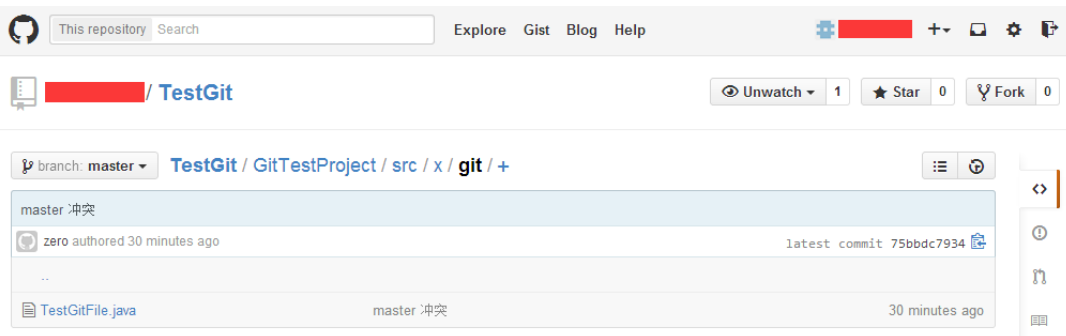 This repository Search Explore Gist Blog Help
/ TestGit Unwatch 1 Star 0 Fork 0
branch: master TestGit / GitTestProject / src / x / git / +
master 冲突
zero authored 30 minutes ago latest commit 75bbdc7934
..
TestGitFile.java master 冲突 30 minutes ago